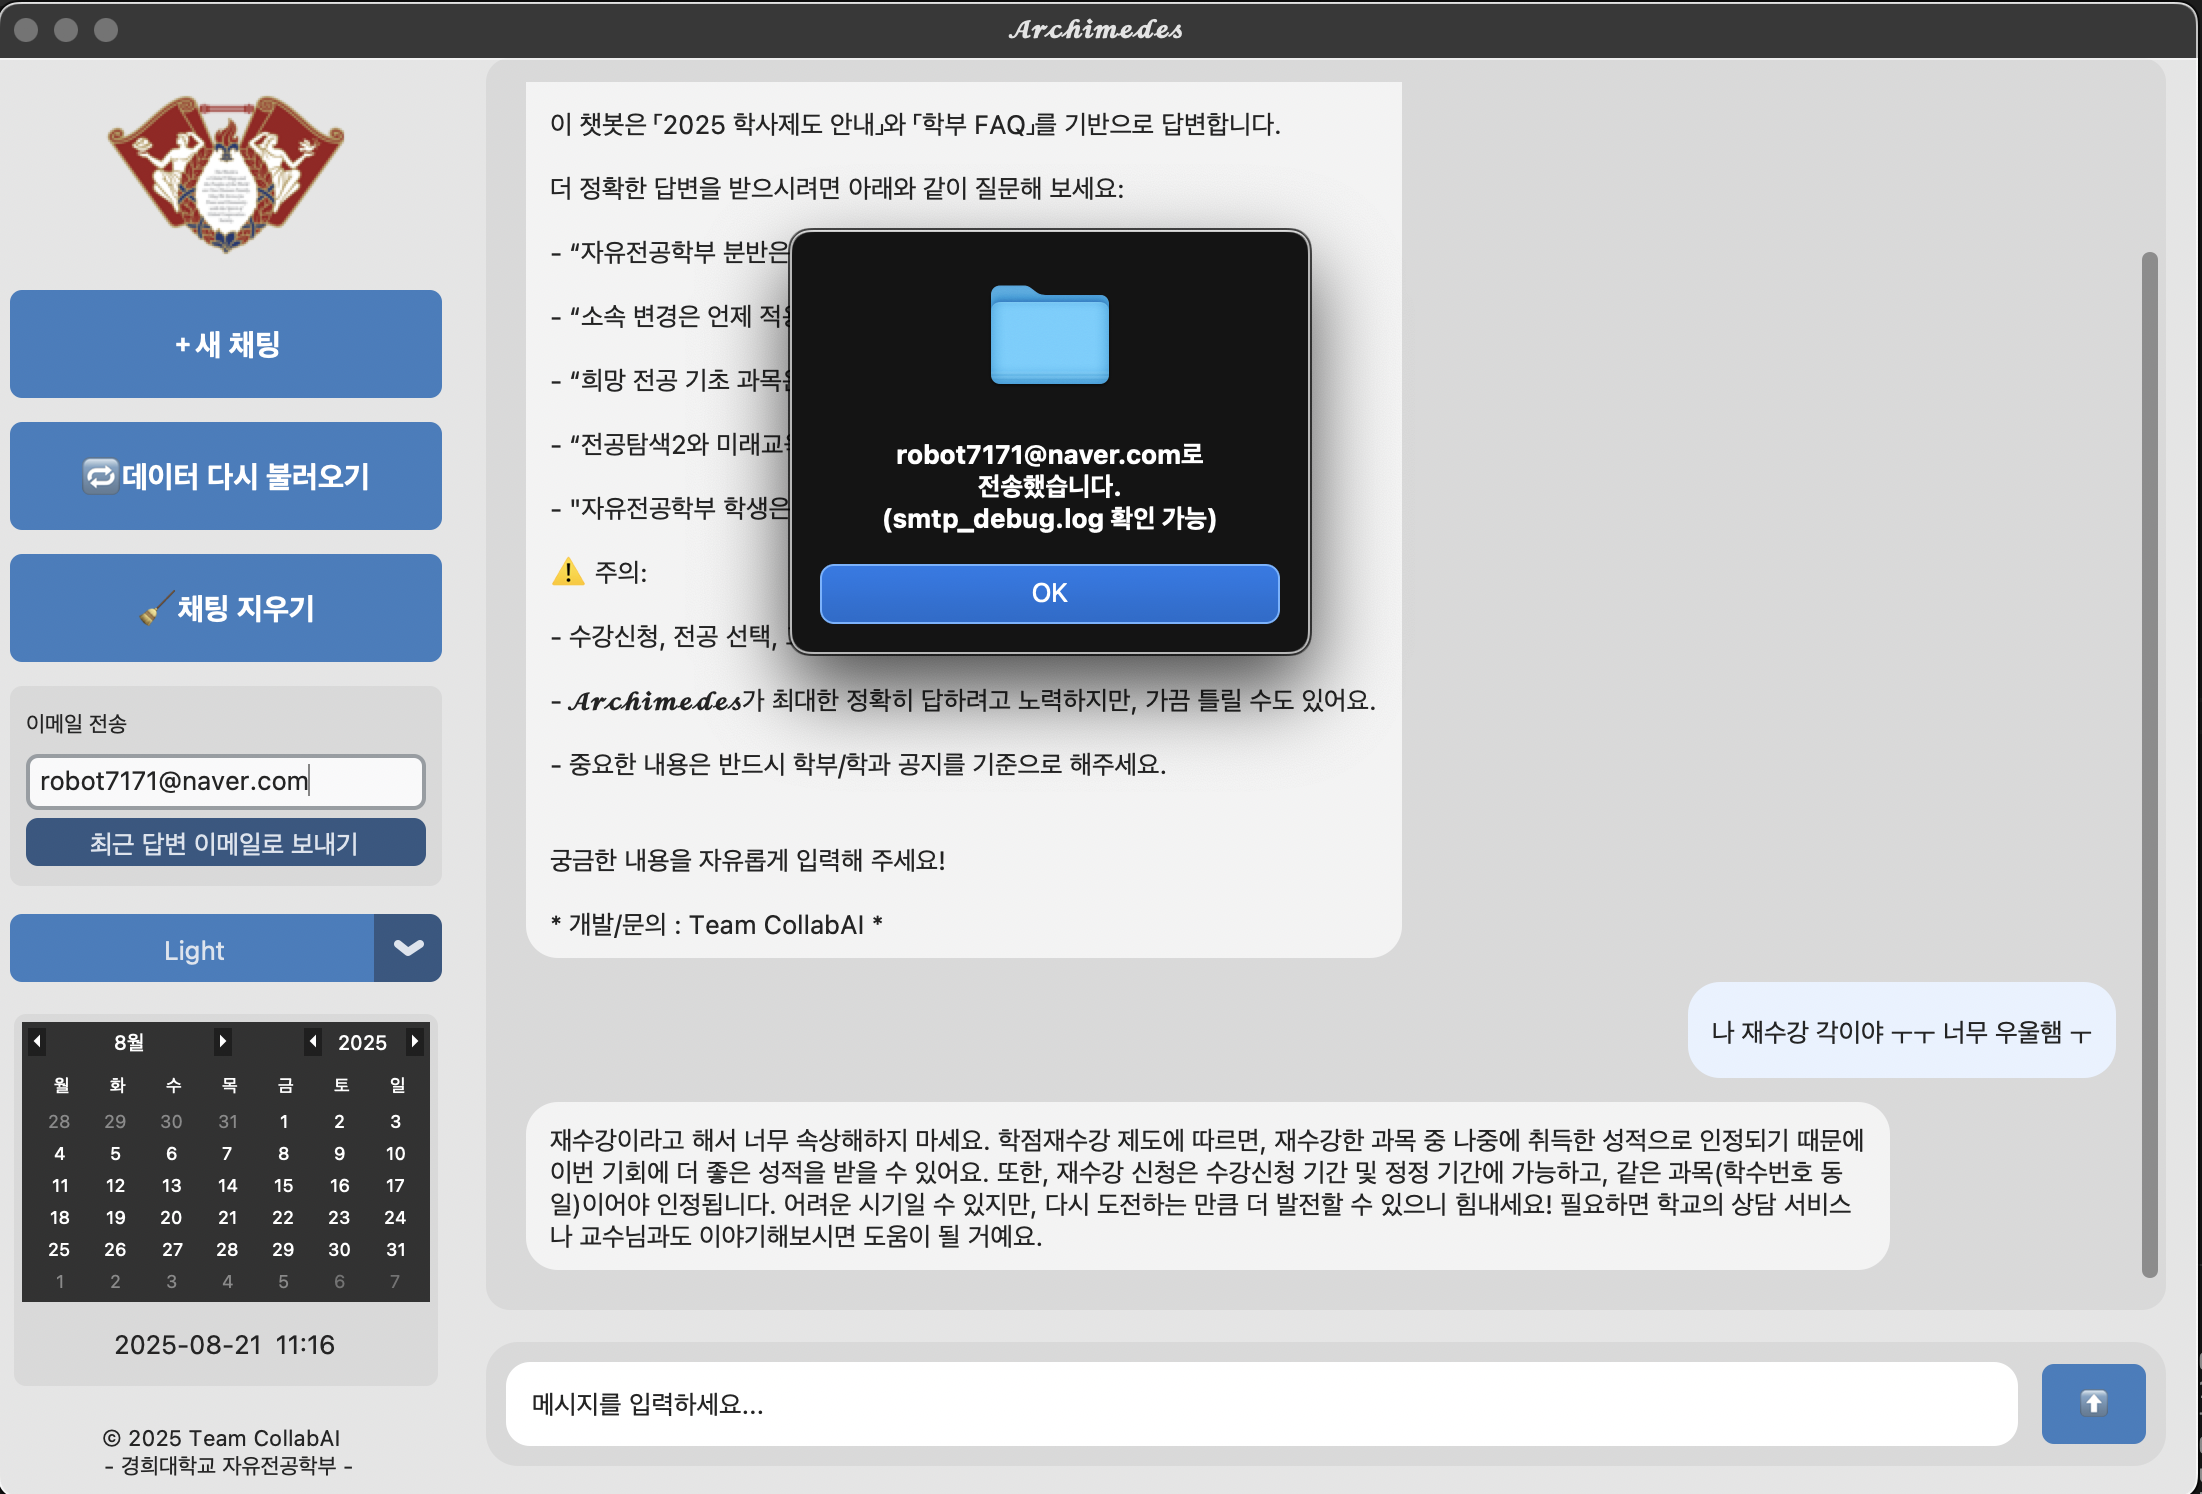 Archimedes
+ 새 채팅
데이터 다시 불러오기
채팅 지우기
이메일 전송
robot7171@naver.com
최근 답변 이메일로 보내기
Light
8월 2025
월 화 수 목 금 토 일
28 29 30 31 1 2 3
4 5 6 7 8 9 10
11 12 13 14 15 16 17
18 19 20 21 22 23 24
25 26 27 28 29 30 31
1 2 3 4 5 6 7
2025-08-21 11:16
© 2025 Team CollabAI
- 경희대학교 자유전공학부 -
이 챗봇은 「2025 학사제도 안내」와 「학부 FAQ」를 기반으로 답변합니다.
더 정확한 답변을 받으시려면 아래와 같이 질문해 보세요:
- “자유전공학부 분반은
- “소속 변경은 언제
- “희망 전공 기초
- “전공탐색2와
- "자유전공학부 학생은
⚠️ 주의:
- 수강신청, 전공 선택,
- Archimedes가 최대한 정확히 답하려고 노력하지만, 가끔 틀릴 수도 있어요.
- 중요한 내용은 반드시 학부/학과 공지를 기준으로 해주세요.
궁금한 내용을 자유롭게 입력해 주세요!
* 개발/문의 : Team CollabAI *
robot7171@naver.com로
전송했습니다.
(smtp_debug.log 확인 가능)
OK
나 재수강 각이야 ㅜㅜ 너무 우울햄 ㅜ
재수강이라고 해서 너무 속상해하지 마세요. 학점재수강 제도에 따르면, 재수강한 과목 중 나중에 취득한 성적으로 인정되기 때문에
이번 기회에 더 좋은 성적을 받을 수 있어요. 또한, 재수강 신청은 수강신청 기간 및 정정 기간에 가능하고, 같은 과목(학수번호 동
일)이어야 인정됩니다. 어려운 시기일 수 있지만, 다시 도전하는 만큼 더 발전할 수 있으니 힘내세요! 필요하면 학교의 상담 서비스
나 교수님과도 이야기해보시면 도움이 될 거예요.
메시지를 입력하세요...